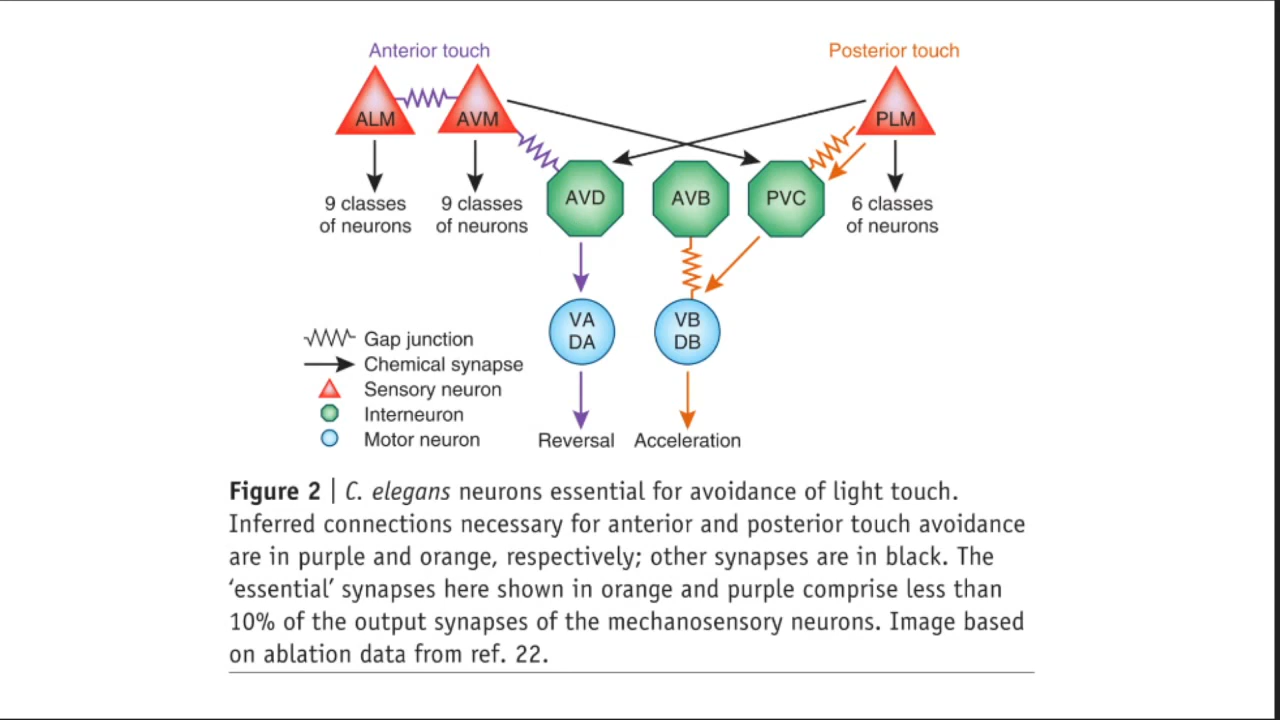 Anterior touch
Posterior touch
ALM
AVM
PLM
9 classes
of neurons
9 classes
of neurons
AVD
AVB
PVC
6 classes
of neurons
VA
DA
VB
DB
Gap junction
Chemical synapse
Sensory neuron
Interneuron
Motor neuron
Reversal
Acceleration
Figure 2 | C. elegans neurons essential for avoidance of light touch.
Inferred connections necessary for anterior and posterior touch avoidance
are in purple and orange, respectively; other synapses are in black. The
‘essential’ synapses here shown in orange and purple comprise less than
10% of the output synapses of the mechanosensory neurons. Image based
on ablation data from ref. 22.